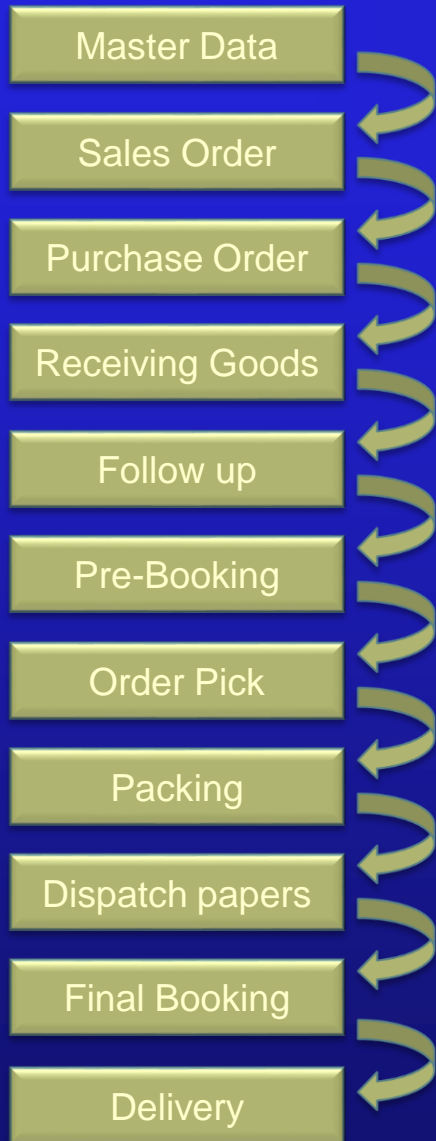 Master Data
Sales Order
Purchase Order
Receiving Goods
Follow up
Pre-Booking
Order Pick
Packing
Dispatch papers
Final Booking
Delivery